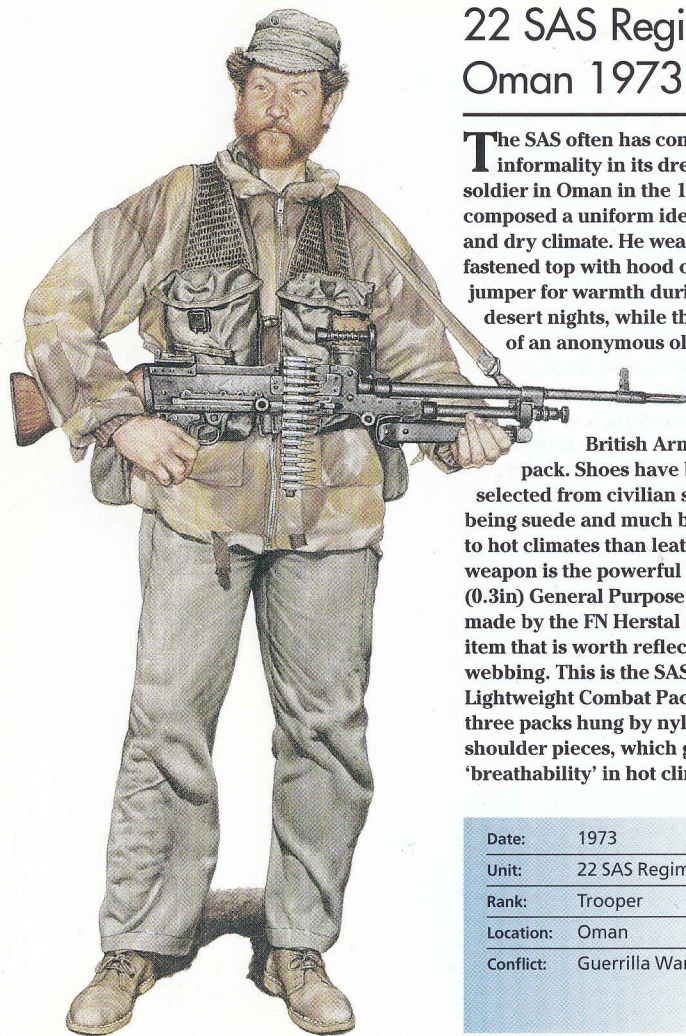 22 SAS Regi
Oman 1973
The SAS often has con
informality in its dre
soldier in Oman in the 1
composed a uniform ide
and dry climate. He wea
fastened top with hood o
jumper for warmth duri
desert nights, while th
of an anonymous ol
British Arm
pack. Shoes have b
selected from civilian s
being suede and much b
to hot climates than leat
weapon is the powerful
(0.3in) General Purpose
made by the FN Herstal
item that is worth reflec
webbing. This is the SAS
Lightweight Combat Pac
three packs hung by nyl
shoulder pieces, which g
‘breathability’ in hot clin
Date: 1973
Unit: 22 SAS Regim
Rank: Trooper
Location: Oman
Conflict: Guerrilla War